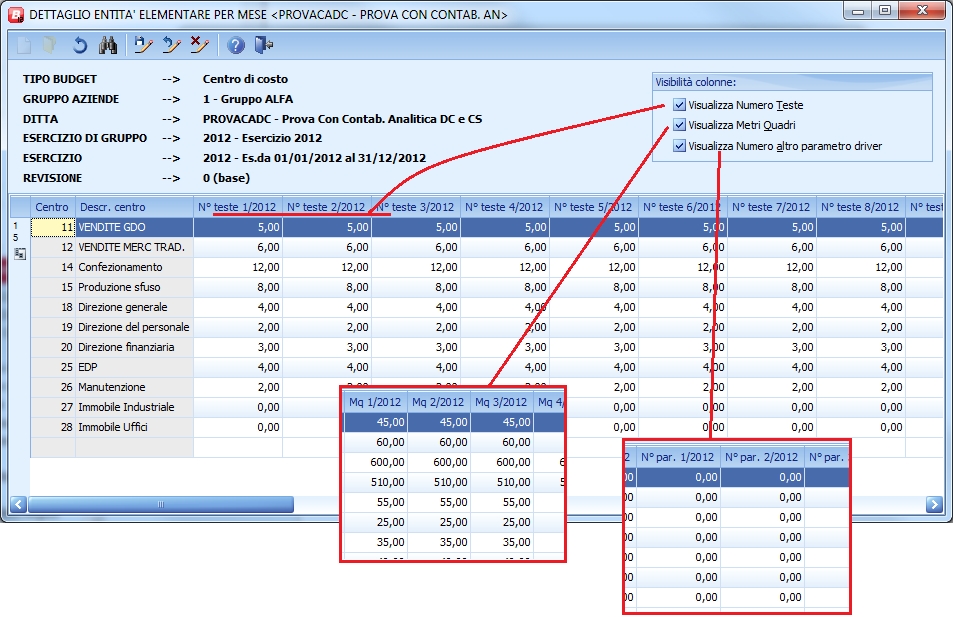 DETTAGLIO ENTITA' ELEMENTARE PER MESE <PROVACADC - PROVA CON CONTAB. AN>
TIPO BUDGET --> Centro di costo
GRUPPO AZIENDE --> 1 - Gruppo ALFA
DITTA --> PROVACADC - Prova Con Contab. Analitica DC e CS
ESERCIZIO DI GRUPPO --> 2012 - Esercizio 2012
ESERCIZIO --> 2012 - Es.da 01/01/2012 al 31/12/2012
REVISIONE --> 0 (base)
Visibilità colonne:
Visualizza Numero Teste
Visualizza Metri Quadri
Visualizza Numero altro parametro driver
Centro Descr. centro N° teste 1/2012 N° teste 2/2012 N° teste 3/2012 N° teste 4/2012 N° teste 5/2012 N° teste 6/2012 N° teste 7/2012 N° teste 8/2012 N° test
1
5
11 VENDITE GDO 5,00 5,00 5,00 5,00 5,00 5,00 5,00 5,00
12 VENDITE MERC TRAD. 6,00 6,00 6,00 6,00 6,00 6,00 6,00 6,00
14 Confezionamento 12,00 12,00 12,00 12,00 12,00 12,00 12,00 12,00
15 Produzione sfuso 8,00 8,00 8,00 8,00 8,00 8,00 8,00 8,00
18 Direzione generale 4,00 4,00 4,00 4,00 4,00 4,00 4,00 4,00
19 Direzione del personale 2,00 2,00 2,00 2,00 2,00 2,00 2,00 2,00
20 Direzione finanziaria 3,00 3,00 3,00 3,00 3,00 3,00 3,00 3,00
25 EDP 4,00 4,00 4,00 4,00 4,00 4,00 4,00 4,00
26 Manutenzione 2,00 2,00 2,00 2,00 2,00 2,00
27 Immobile Industriale 0,00 0,00 0,00 0,00 0,00
28 Immobile Uffici 0,00 0,00 0,00 0,00 0,00
Mq 1/2012 Mq 2/2012 Mq 3/2012 Mq 4/
45,00 45,00 45,00
60,00 60,00 60,00
600,00 600,00 600,00 6
510,00 510,00 510,00 5
55,00 55,00 55,00
25,00 25,00 25,00
35,00 35,00 35,00
2 N° par. 1/2012 N° par. 2/2012 N° par.
00 0,00 0,00
00 0,00 0,00
00 0,00 0,00
00 0,00 0,00
00 0,00 0,00
00 0,00 0,00
00 0,00 0,00